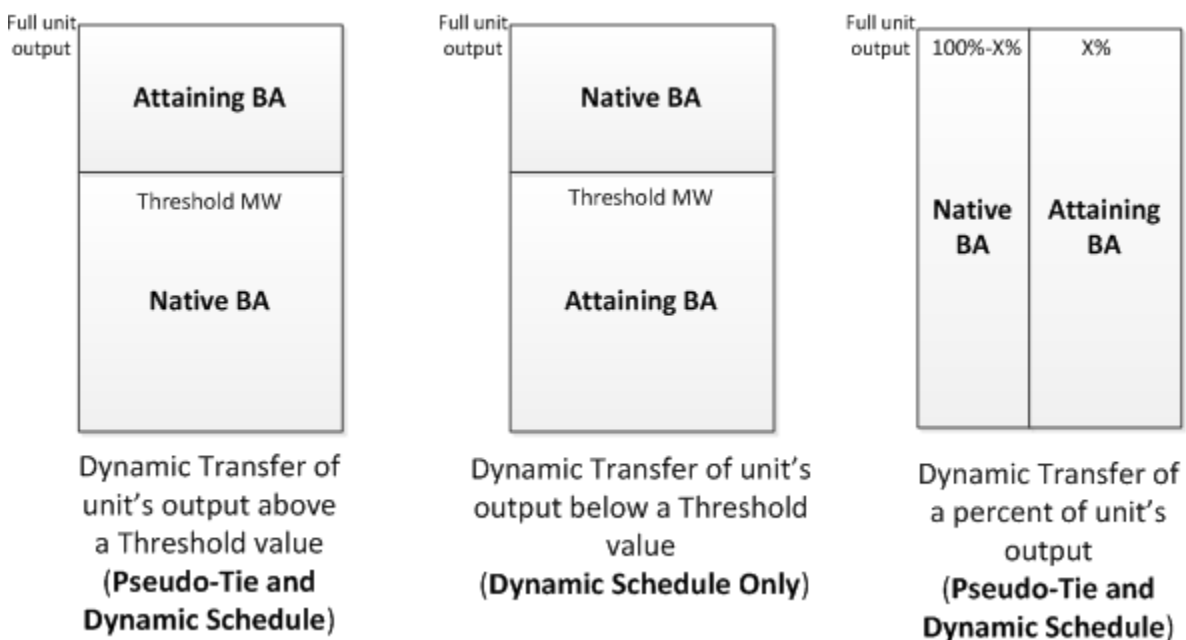 Full unit
output
Attaining BA
Threshold MW
Native BA
Dynamic Transfer of
unit's output above
a Threshold value
(Pseudo-Tie and
Dynamic Schedule)
Full unit
output
Native BA
Threshold MW
Attaining BA
Dynamic Transfer of unit's
output below a Threshold
value
(Dynamic Schedule Only)
Full unit
output
100%-X%
X%
Native
BA
Attaining
BA
Dynamic Transfer of
a percent of unit's
output
(Pseudo-Tie and
Dynamic Schedule)